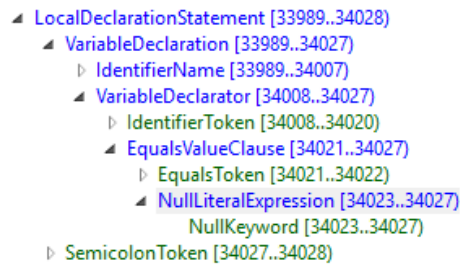 LocalDeclarationStatement [33989..34028)
VariableDeclaration [33989..34027)
IdentifierName [33989..34007)
VariableDeclarator [34008..34027)
IdentifierToken [34008..34020)
EqualsValueClause [34021..34027)
EqualsToken [34021..34022)
NullLiteralExpression [34023..34027)
NullKeyword [34023..34027)
SemicolonToken [34027..34028)